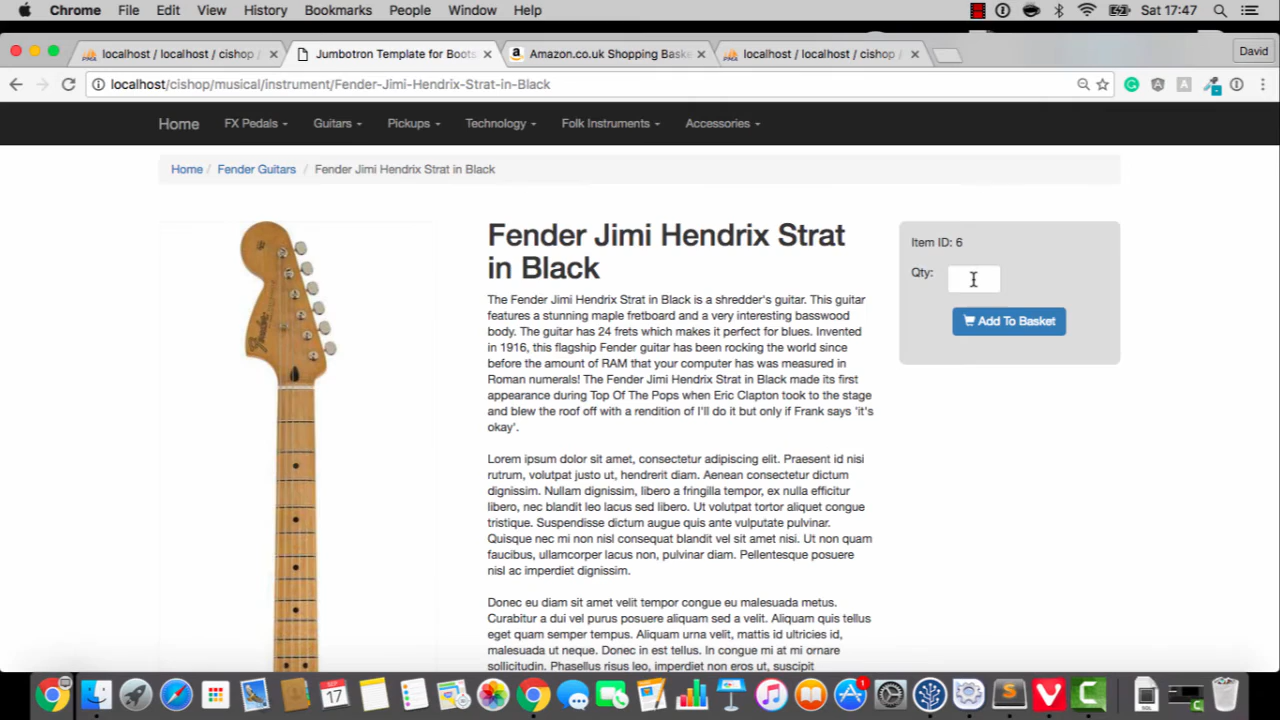 Chrome File Edit View History Bookmarks People Window Help Sat 17:47
localhost / localhost / cishop / Jumbotron Template for Boots Amazon.co.uk Shopping Baske localhost / localhost / cishop / David
localhost/cishop/musical/instrument/Fender-Jimi-Hendrix-Strat-in-Black
Home FX Pedals Guitars Pickups Technology Folk Instruments Accessories
Home / Fender Guitars / Fender Jimi Hendrix Strat in Black
Fender Jimi Hendrix Strat
in Black
The Fender Jimi Hendrix Strat in Black is a shredder's guitar. This guitar
features a stunning maple fretboard and a very interesting basswood
body. The guitar has 24 frets which makes it perfect for blues. Invented
in 1916, this flagship Fender guitar has been rocking the world since
before the amount of RAM that your computer has was measured in
Roman numerals! The Fender Jimi Hendrix Strat in Black made its first
appearance during Top Of The Pops when Eric Clapton took to the stage
and blew the roof off with a rendition of I'll do it but only if Frank says 'it's
okay'.
Lorem ipsum dolor sit amet, consectetur adipiscing elit. Praesent id nisi
rutrum, volutpat justo ut, hendrerit diam. Aenean consectetur dictum
dignissim. Nullam dignissim, libero a fringilla tempor, ex nulla efficitur
libero, nec blandit leo lacus sed libero. Ut volutpat tortor aliquet congue
tristique. Suspendisse dictum augue quis ante vulputate pulvinar.
Quisque nec mi non nisl consequat blandit vel sit amet nisi. Ut non quam
faucibus, ullamcorper lacus non, pulvinar diam. Pellentesque posuere
nisl ac imperdiet dignissim.
Donec eu diam sit amet velit tempor congue eu malesuada metus.
Curabitur a dui vel purus posuere aliquam sed a velit. Aliquam quis tellus
eget quam semper tempus. Aliquam urna velit, mattis id ultricies id,
malesuada ut neque. Donec in est tellus. In congue mi at mi ornare
sollicitudin. Phasellus risus leo, imperdiet non eros ut, suscipit
Item ID: 6
Qty:
Add To Basket
Fender
SEP
17
1